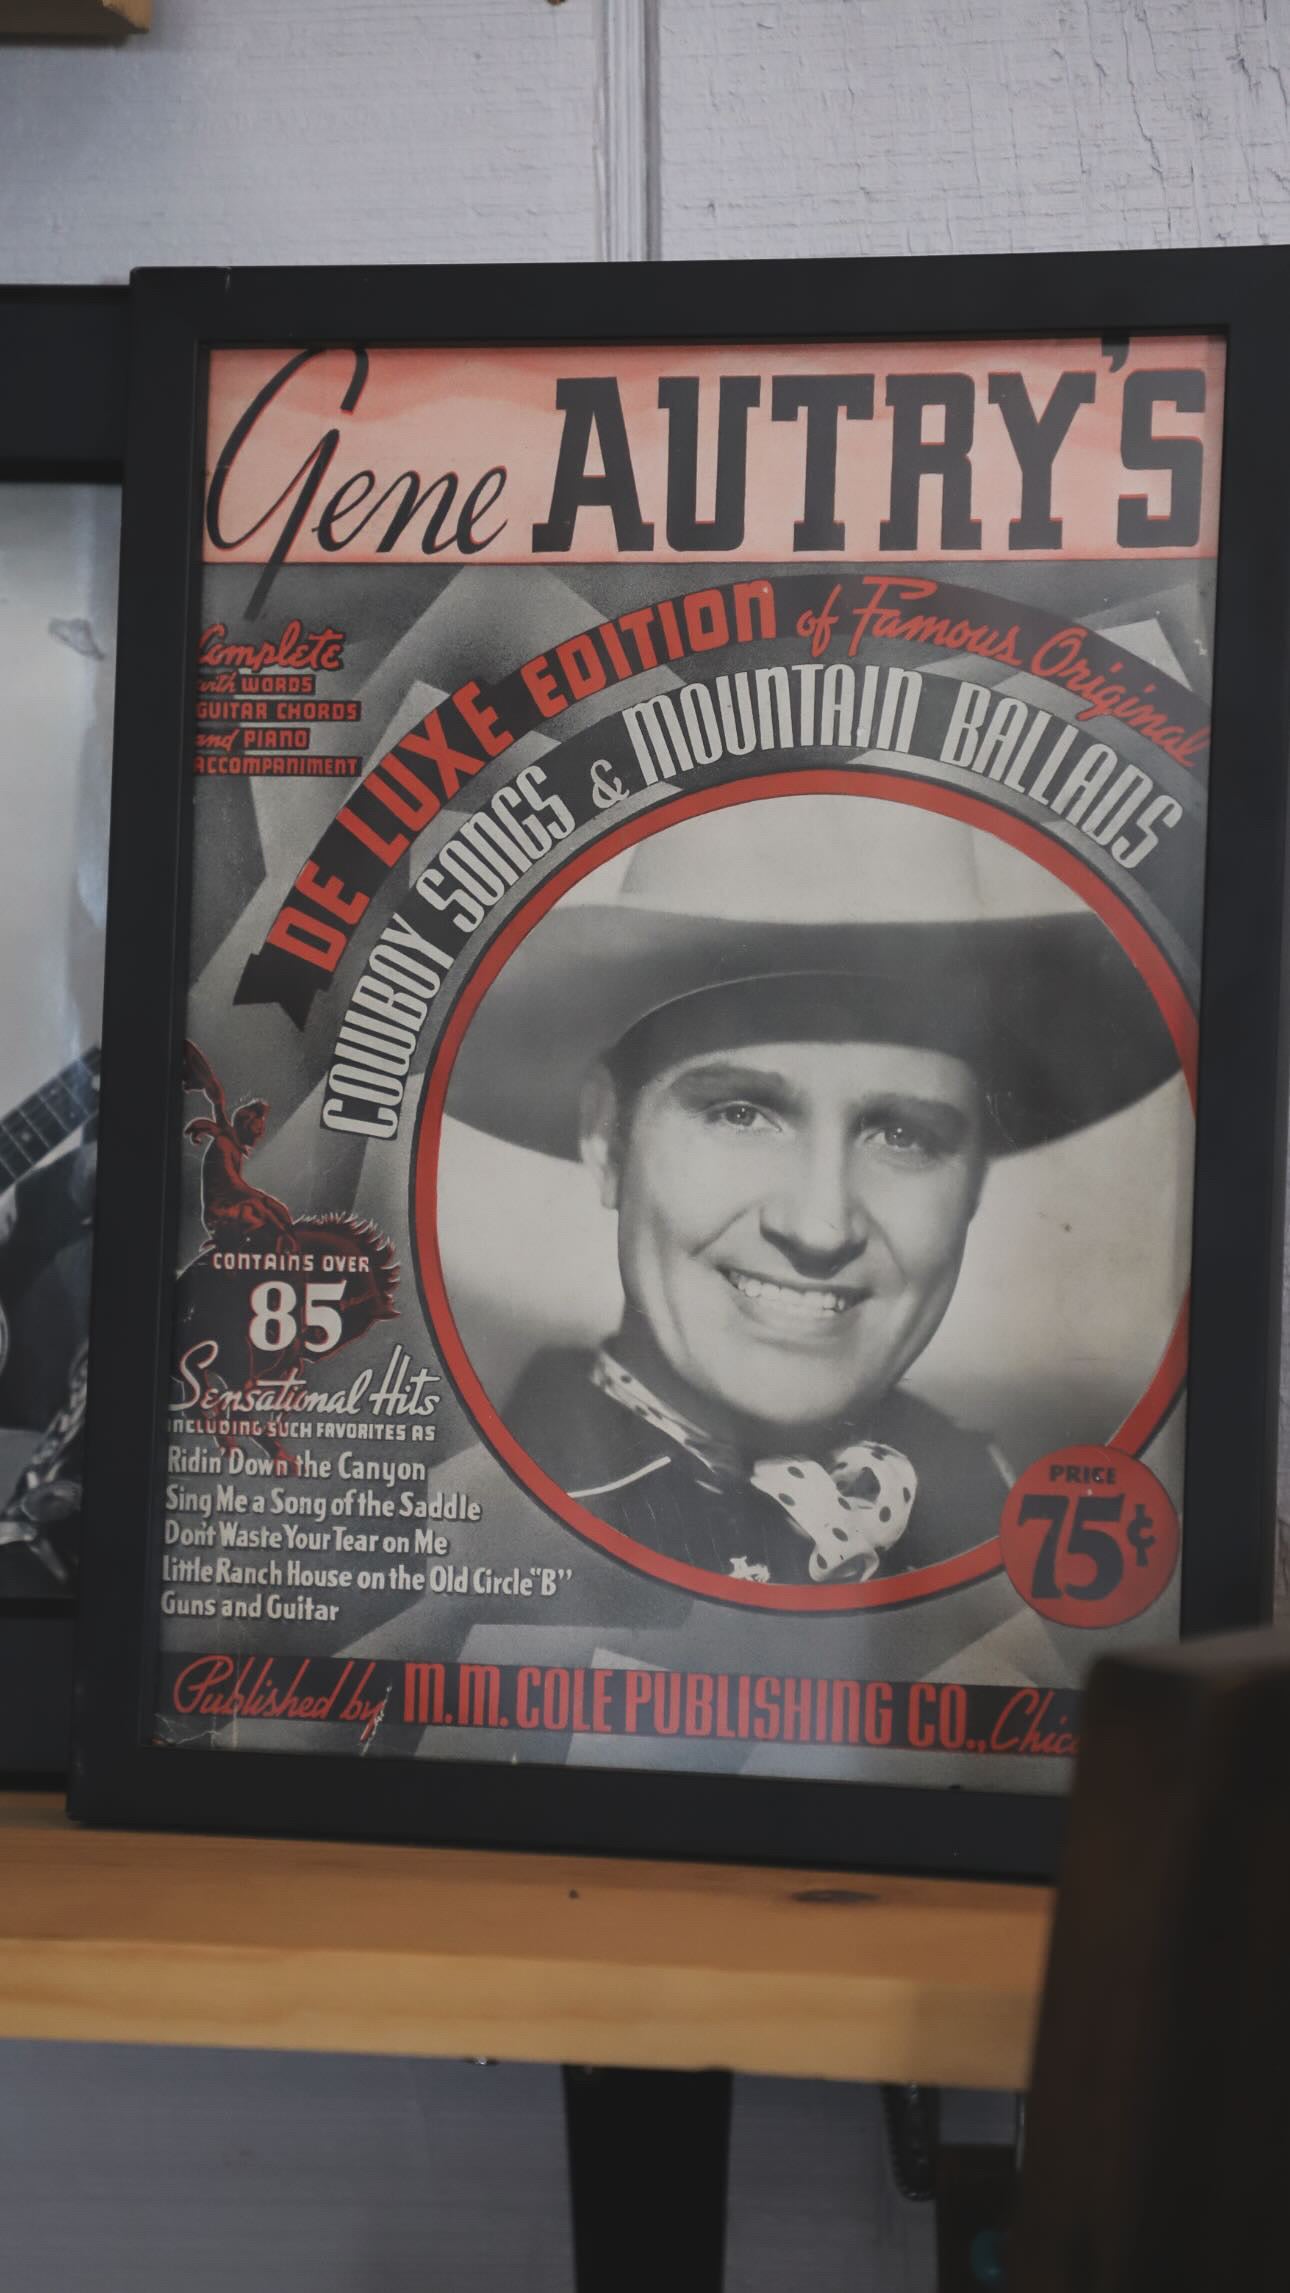 Gene AUTRY'S
DE LUXE EDITION of Famous Original
COWBOY SONGS & MOUNTAIN BALLADS
Complete
with WORDS
GUITAR CHORDS
and PIANO
ACCOMPANIMENT
CONTAINS OVER
85
Sensational Hits
INCLUDING SUCH FAVORITES AS
Ridin' Down the Canyon
Sing Me a Song of the Saddle
Don't Waste Your Tear on Me
Little Ranch House on the Old Circle "B"
Guns and Guitar
PRICE
75¢
Published by M.M. COLE PUBLISHING CO., Chic